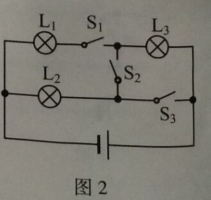 L₁ S₁ L₃
S₂
L₂
S₃
图 2